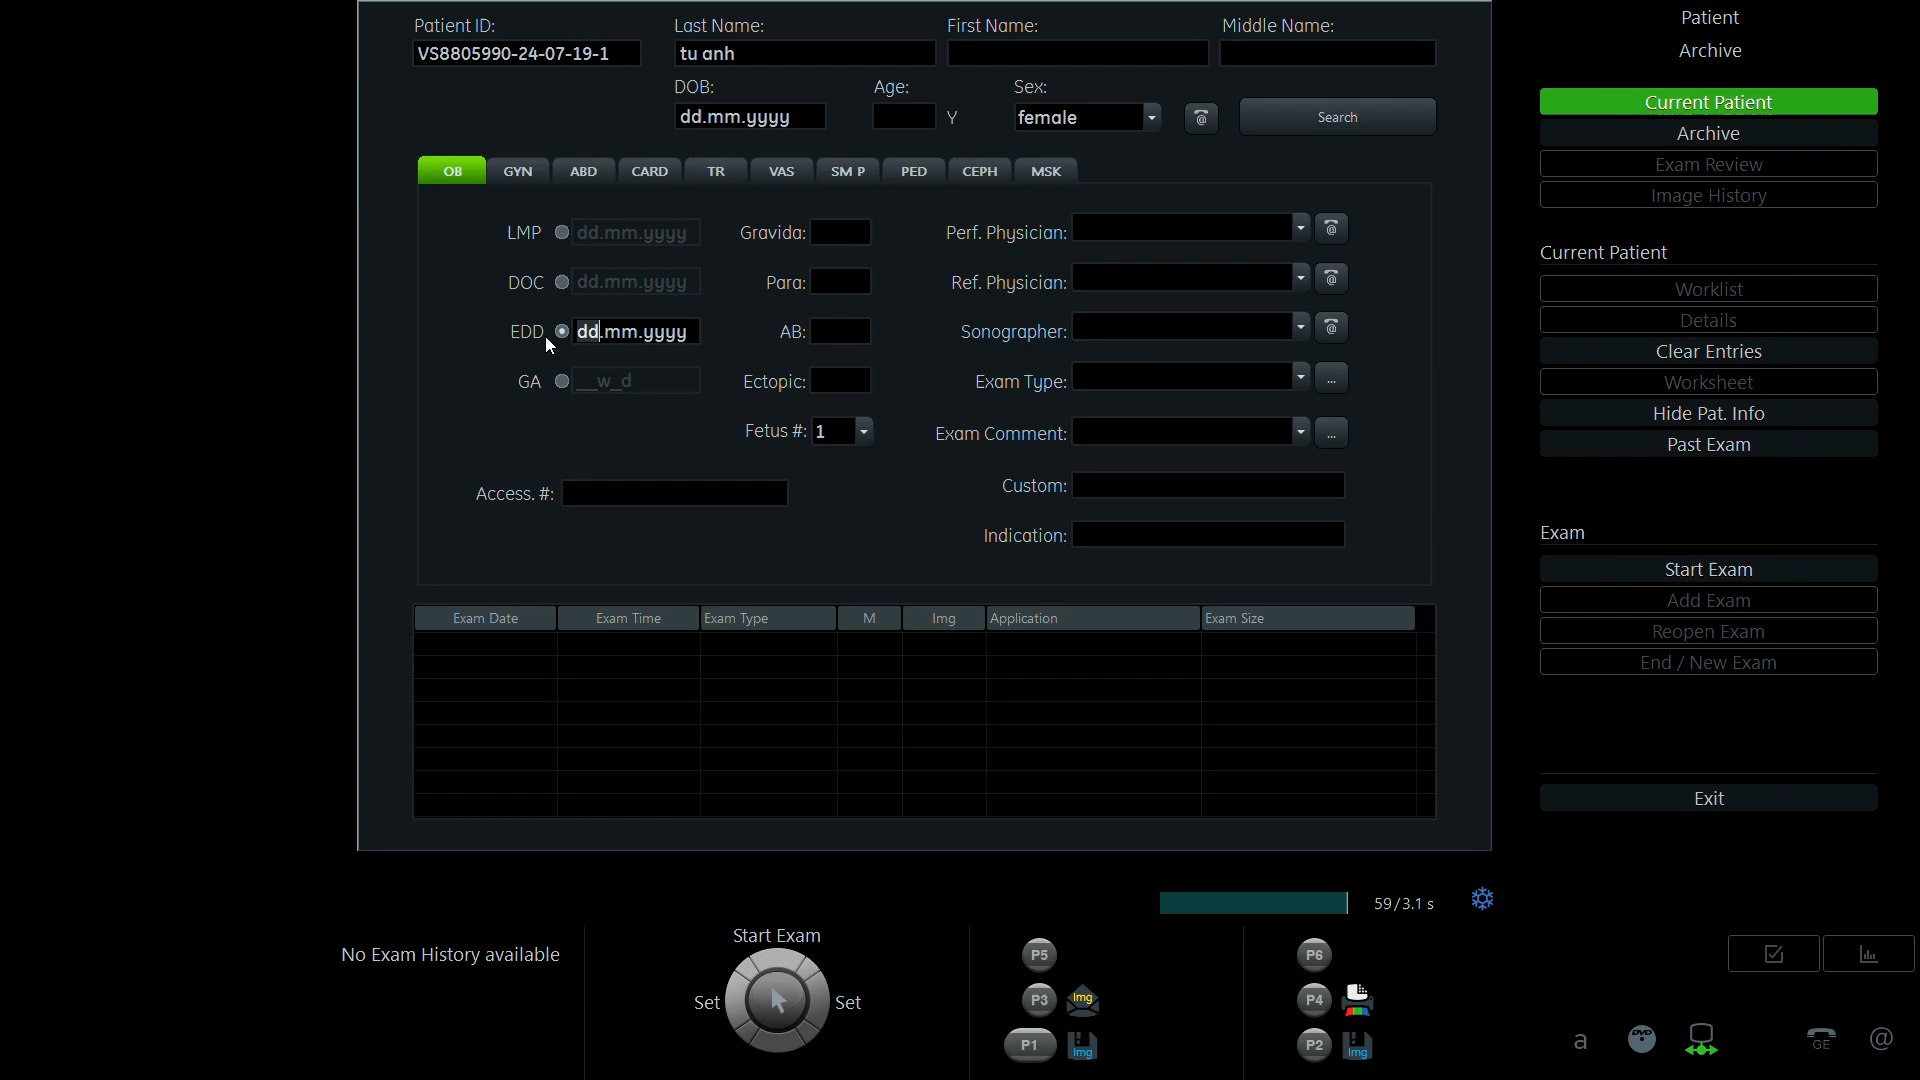 Patient ID: Last Name: First Name: Middle Name:
VS8805990-24-07-19-1 tu anh
DOB: Age: Sex:
dd.mm.yyyy Y female Search
OB GYN ABD CARD TR VAS SM P PED CEPH MSK
LMP dd.mm.yyyy Gravida: Perf. Physician:
DOC dd.mm.yyyy Para: Ref. Physician:
EDD dd.mm.yyyy AB: Sonographer:
GA __w_d Ectopic: Exam Type: ...
Fetus #: 1 Exam Comment: ...
Access. #: Custom:
Indication:
Exam Date Exam Time Exam Type M Img Application Exam Size
Patient
Archive
Current Patient
Archive
Exam Review
Image History
Current Patient
Worklist
Details
Clear Entries
Worksheet
Hide Pat. Info
Past Exam
Exam
Start Exam
Add Exam
Reopen Exam
End / New Exam
Exit
59/3.1 s
No Exam History available
Start Exam
Set Set
P5 P6
P3 Img P4
P1 Img P2 Img
a DVD GE @